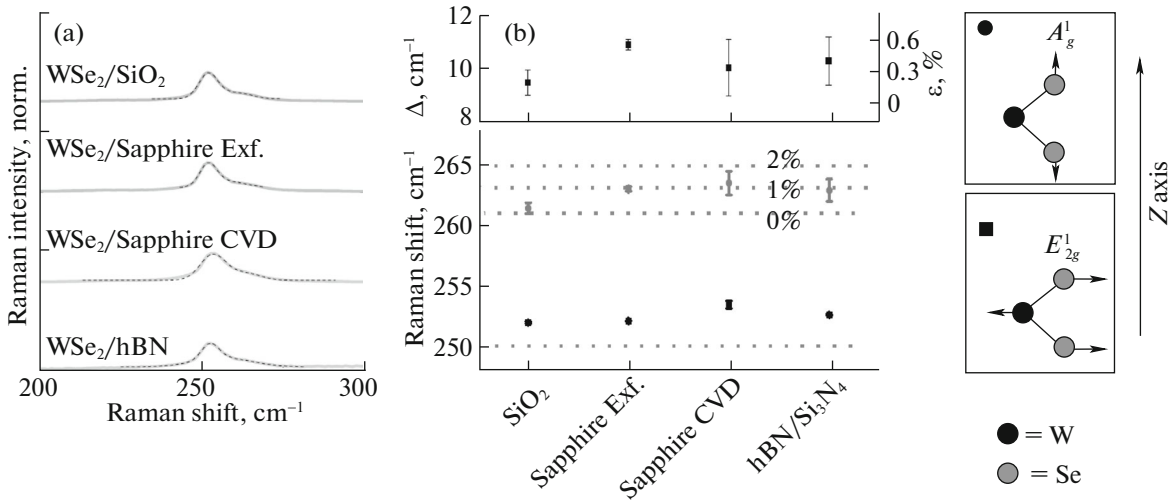 (a)
WSe₂/SiO₂
WSe₂/Sapphire Exf.
WSe₂/Sapphire CVD
WSe₂/hBN
Raman intensity, norm.
200
250
300
Raman shift, cm⁻¹
(b)
12
10
8
Δ, cm⁻¹
0.6
0.3
0
ε, %
265
260
255
250
Raman shift, cm⁻¹
2%
1%
0%
SiO₂
Sapphire Exf.
Sapphire CVD
hBN/Si₃N₄
A¹g
E¹2g
Z axis
= W
= Se